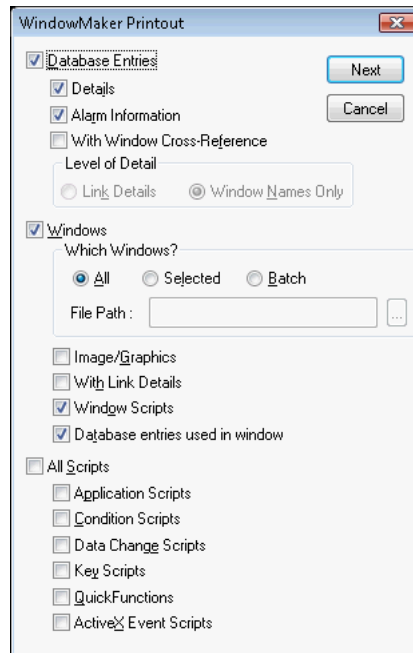 WindowMaker Printout
Database Entries
Next
Details
Alarm Information
Cancel
With Window Cross-Reference
Level of Detail
Link Details Window Names Only
Windows
Which Windows?
All Selected Batch
File Path : ...
Image/Graphics
With Link Details
Window Scripts
Database entries used in window
All Scripts
Application Scripts
Condition Scripts
Data Change Scripts
Key Scripts
QuickFunctions
ActiveX Event Scripts